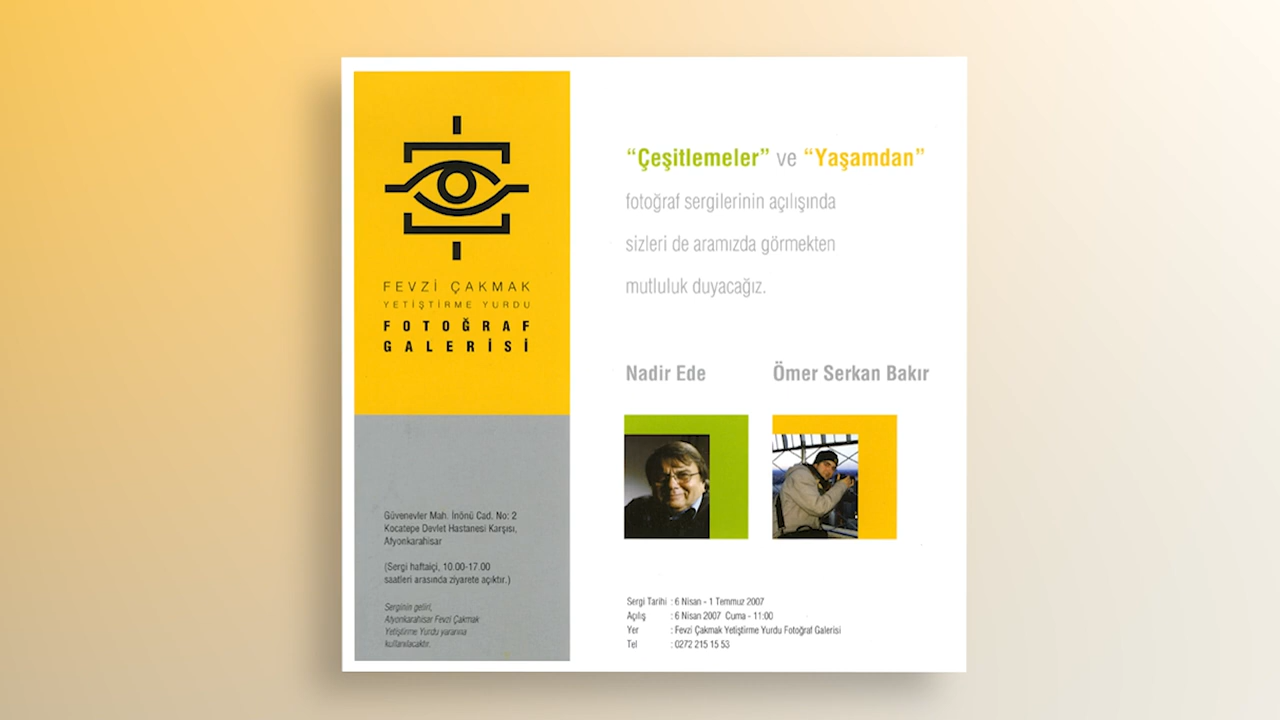 FEVZİ ÇAKMAK
YETİŞTİRME YURDU
FOTOĞRAF
GALERİSİ
Güvenevler Mah. İnönü Cad. No: 2
Kocatepe Devlet Hastanesi Karşısı,
Afyonkarahisar
(Sergi haftaiçi, 10.00-17.00
saatleri arasında ziyarete açıktır.)
Serginin geliri,
Afyonkarahisar Fevzi Çakmak
Yetiştirme Yurdu yararına
kullanılacaktır.
“Çeşitlemeler” ve “Yaşamdan”
fotoğraf sergilerinin açılışında
sizleri de aramızda görmekten
mutluluk duyacağız.
Nadir Ede
Ömer Serkan Bakır
Sergi Tarihi : 6 Nisan - 1 Temmuz 2007
Açılış : 6 Nisan 2007 Cuma - 11:00
Yer : Fevzi Çakmak Yetiştirme Yurdu Fotoğraf Galerisi
Tel : 0272 215 15 53